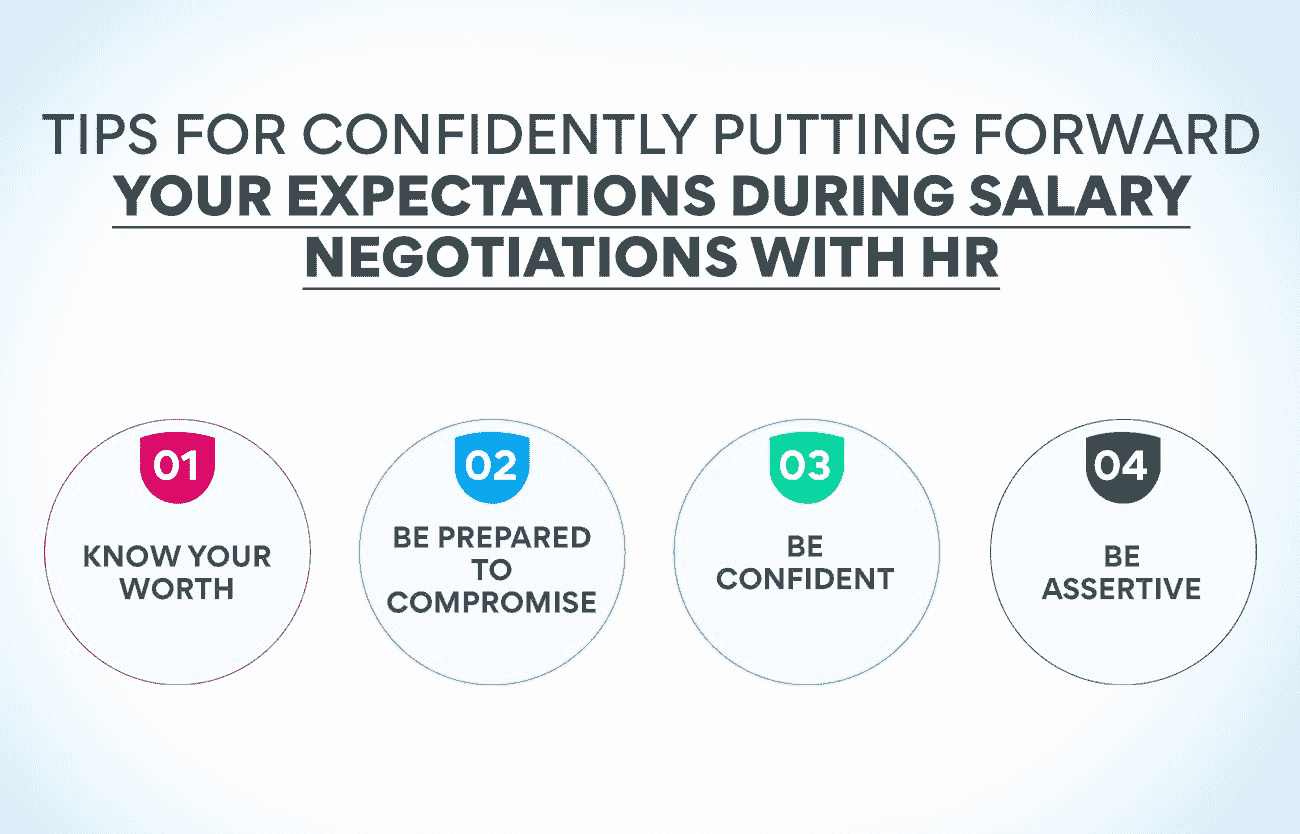 TIPS FOR CONFIDENTLY PUTTING FORWARD
YOUR EXPECTATIONS DURING SALARY
NEGOTIATIONS WITH HR
01
KNOW YOUR
WORTH
02
BE PREPARED
TO
COMPROMISE
03
BE
CONFIDENT
04
BE
ASSERTIVE